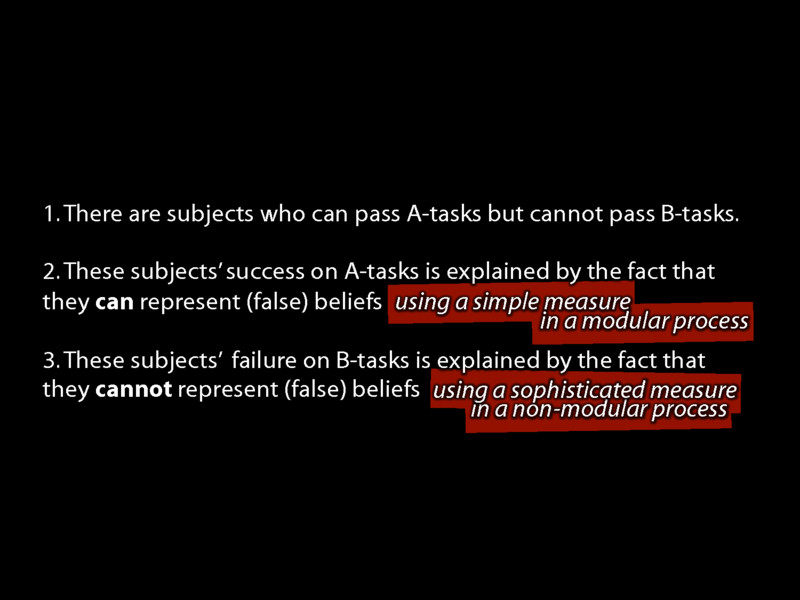 1. There are subjects who can pass A-tasks but cannot pass B-tasks.
2. These subjects’ success on A-tasks is explained by the fact that
they can represent (false) beliefs using a simple measure
in a modular process
3. These subjects’ failure on B-tasks is explained by the fact that
they cannot represent (false) beliefs using a sophisticated measure
in a non-modular process